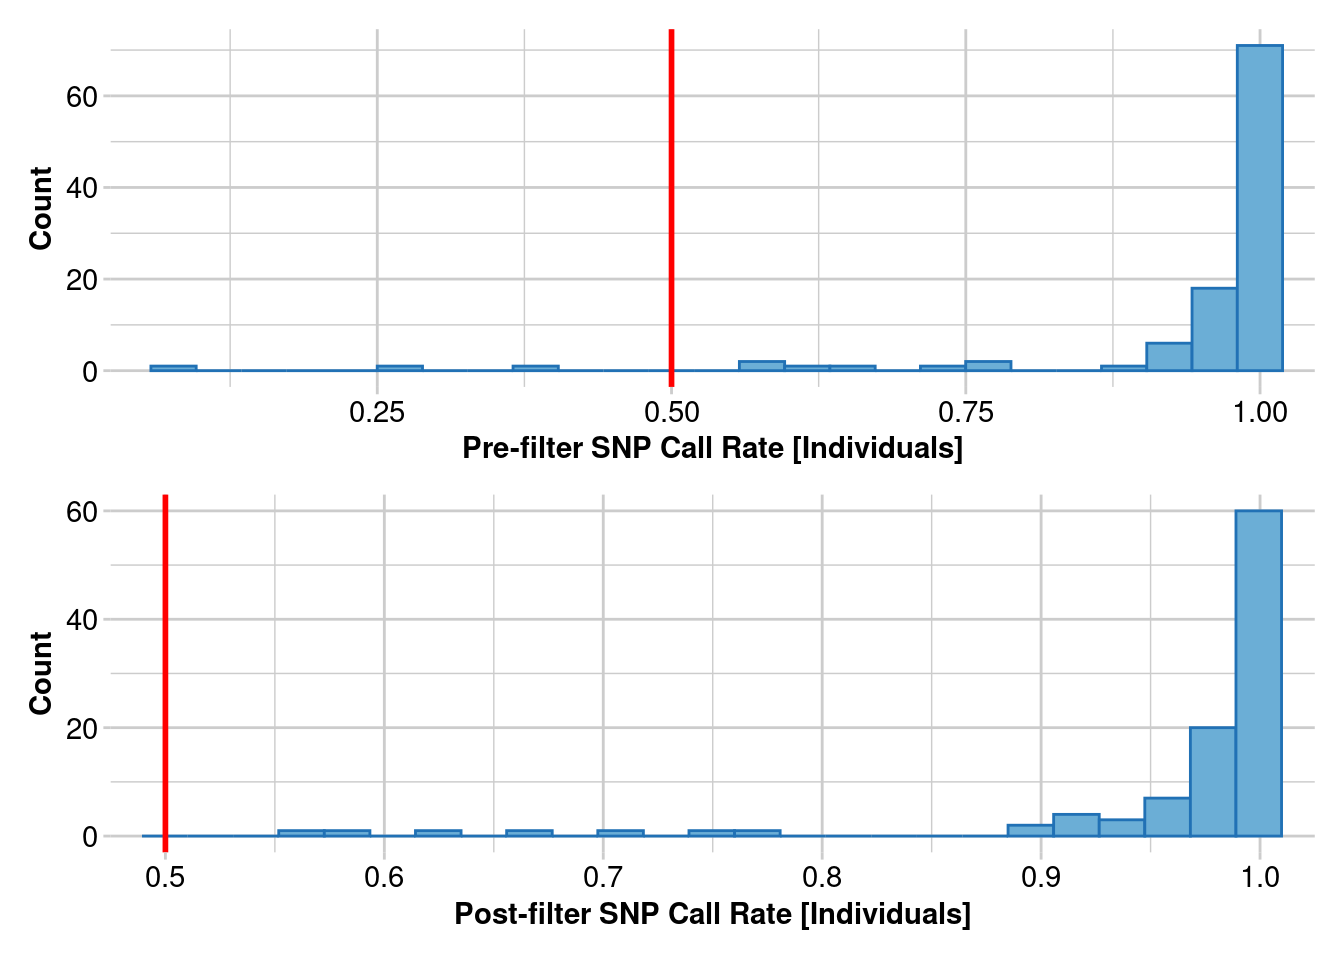 60
40
20
0
Count
0.25 0.50 0.75 1.00
Pre-filter SNP Call Rate [Individuals]
60
40
20
0
Count
0.5 0.6 0.7 0.8 0.9 1.0
Post-filter SNP Call Rate [Individuals]